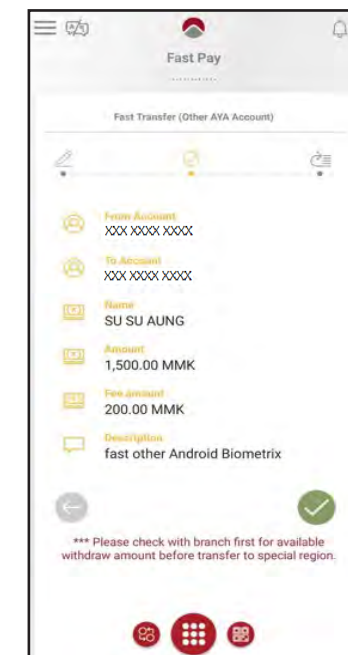 Fast Pay
Fast Transfer (Other AYA Account)
From Account
XXX XXXX XXXX
To Account
XXX XXXX XXXX
Name
SU SU AUNG
Amount
1,500.00 MMK
Fee amount
200.00 MMK
Description
fast other Android Biometrix
*** Please check with branch first for available
withdraw amount before transfer to special region.